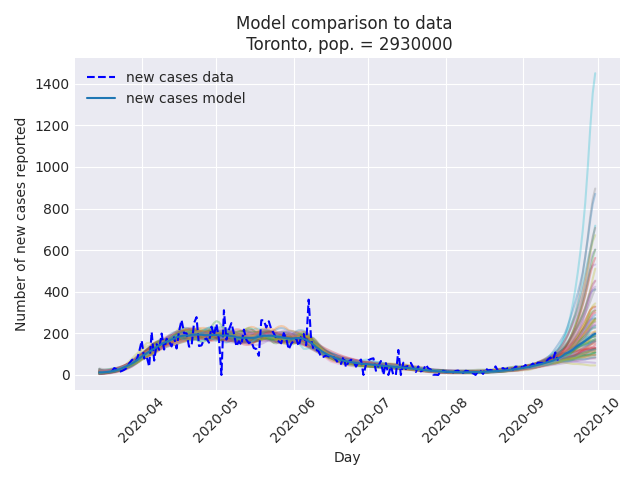 Model comparison to data
Toronto, pop. = 2930000
new cases data
new cases model
Number of new cases reported
1400
1200
1000
800
600
400
200
0
2020-04
2020-05
2020-06
2020-07
2020-08
2020-09
2020-10
Day